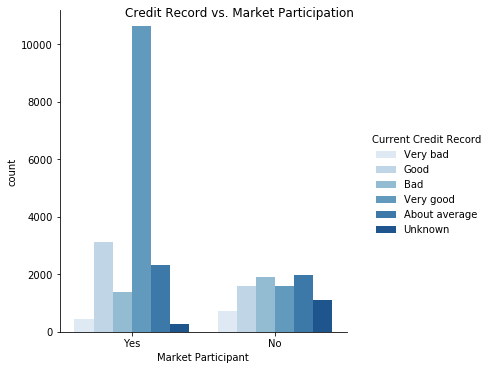 Credit Record vs. Market Participation
10000
8000
6000
4000
2000
0
count
Yes
No
Market Participant
Current Credit Record
Very bad
Good
Bad
Very good
About average
Unknown